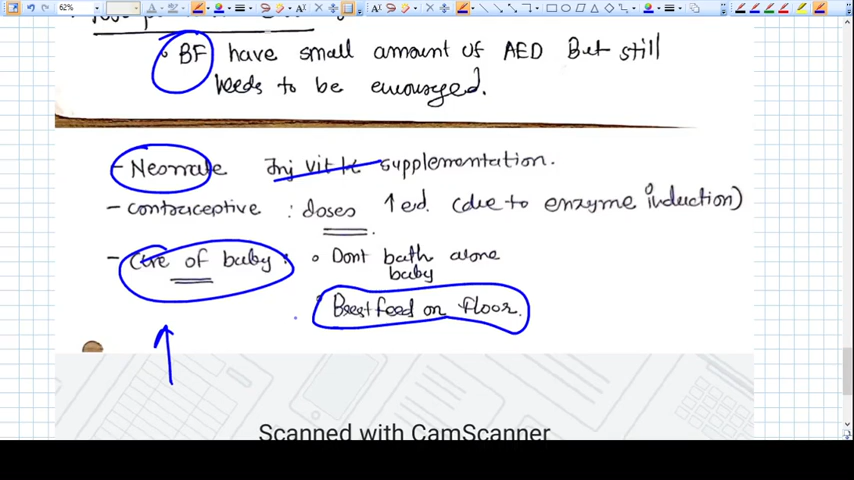 62%
• BF have small amount of AED But still
needs to be encouraged.
- Neonate Inj vit K supplementation.
- contraceptive : doses ↑ed. (due to enzyme induction)
- Care of baby : • Dont bath alone
baby
• Breastfeed on floor.
Scanned with CamScanner